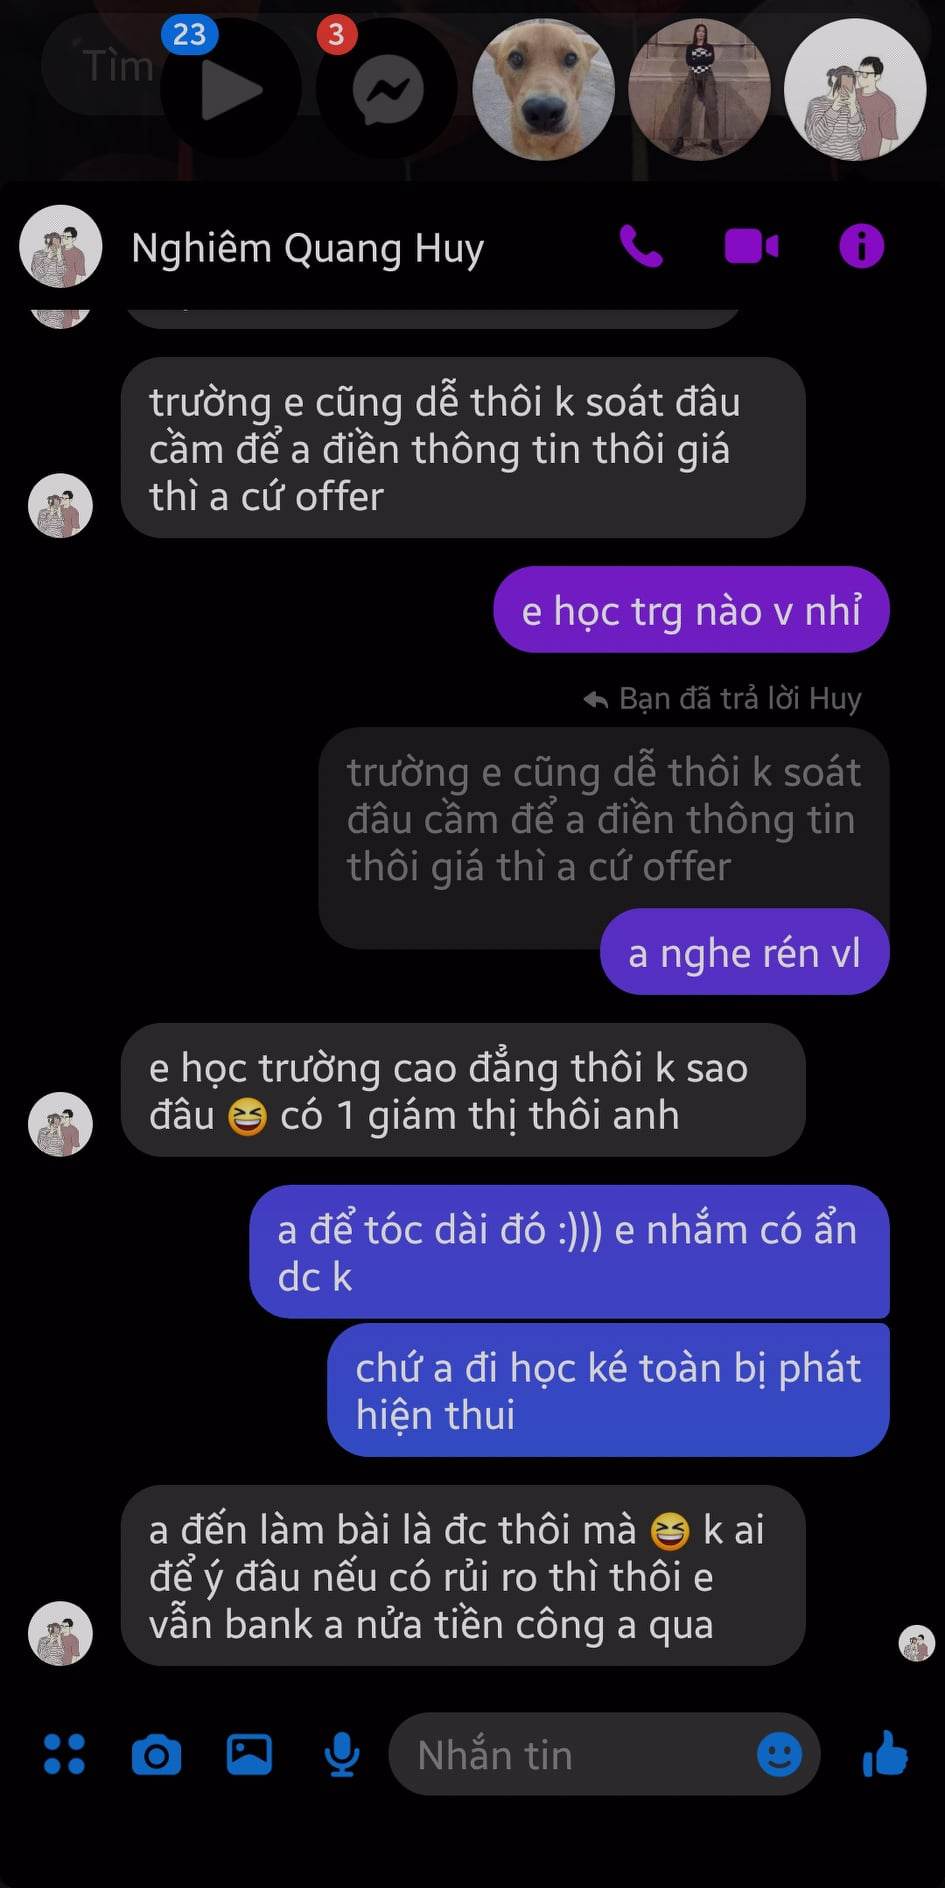 Tìm
23
3
Nghiêm Quang Huy
trường e cũng dễ thôi k soát đâu
cầm để a điền thông tin thôi giá
thì a cứ offer
e học trg nào v nhỉ
Bạn đã trả lời Huy
trường e cũng dễ thôi k soát
đâu cầm để a điền thông tin
thôi giá thì a cứ offer
a nghe rén vl
e học trường cao đẳng thôi k sao
đâu 😆 có 1 giám thị thôi anh
a để tóc dài đó :))) e nhắm có ẩn
dc k
chứ a đi học ké toàn bị phát
hiện thui
a đến làm bài là đc thôi mà 😆 k ai
để ý đâu nếu có rủi ro thì thôi e
vẫn bank a nửa tiền công a qua
Nhắn tin